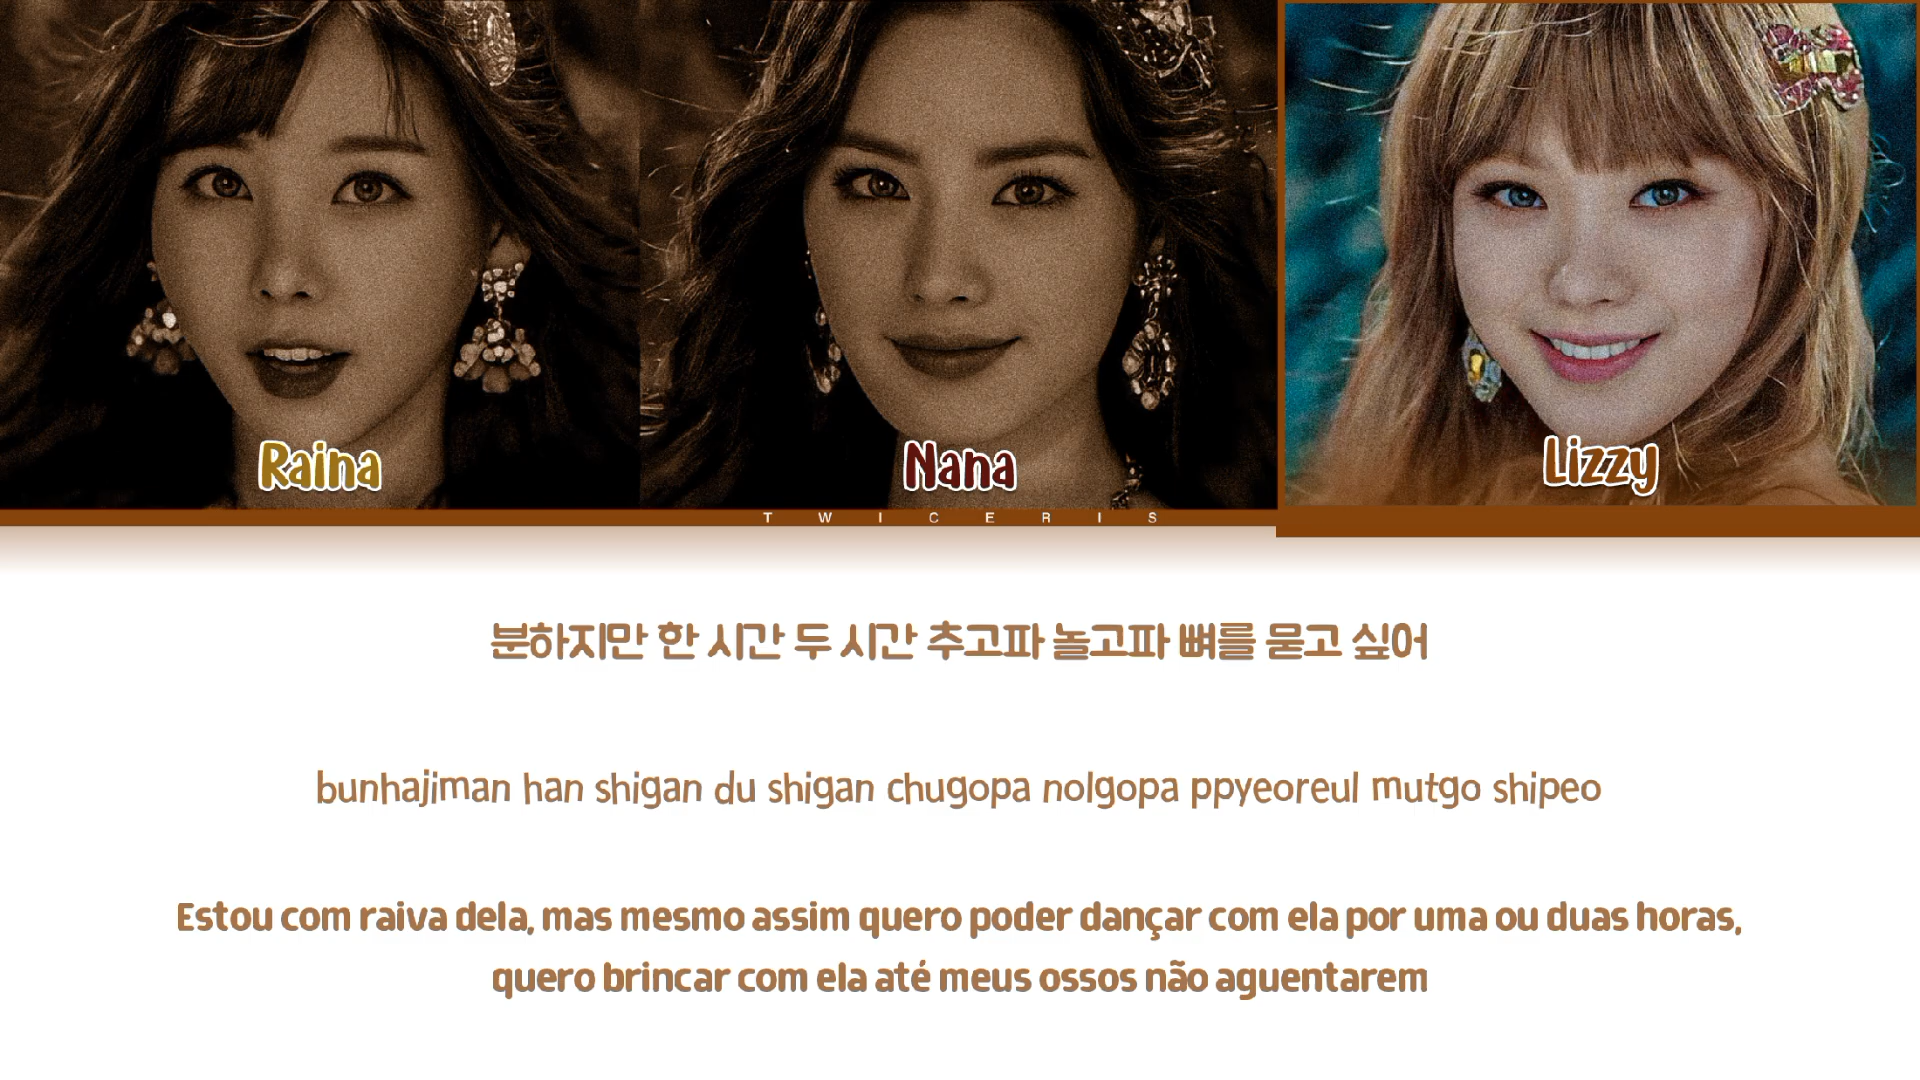 Raina
Nana
Lizzy
TWICERIS
분하지만 한 시간 두 시간 추고파 놀고파 뼈를 묻고 싶어
bunhajiman han shigan du shigan chugopa nolgopa ppyeoreul mutgo shipeo
Estou com raiva dela, mas mesmo assim quero poder dançar com ela por uma ou duas horas,
quero brincar com ela até meus ossos não aguentarem